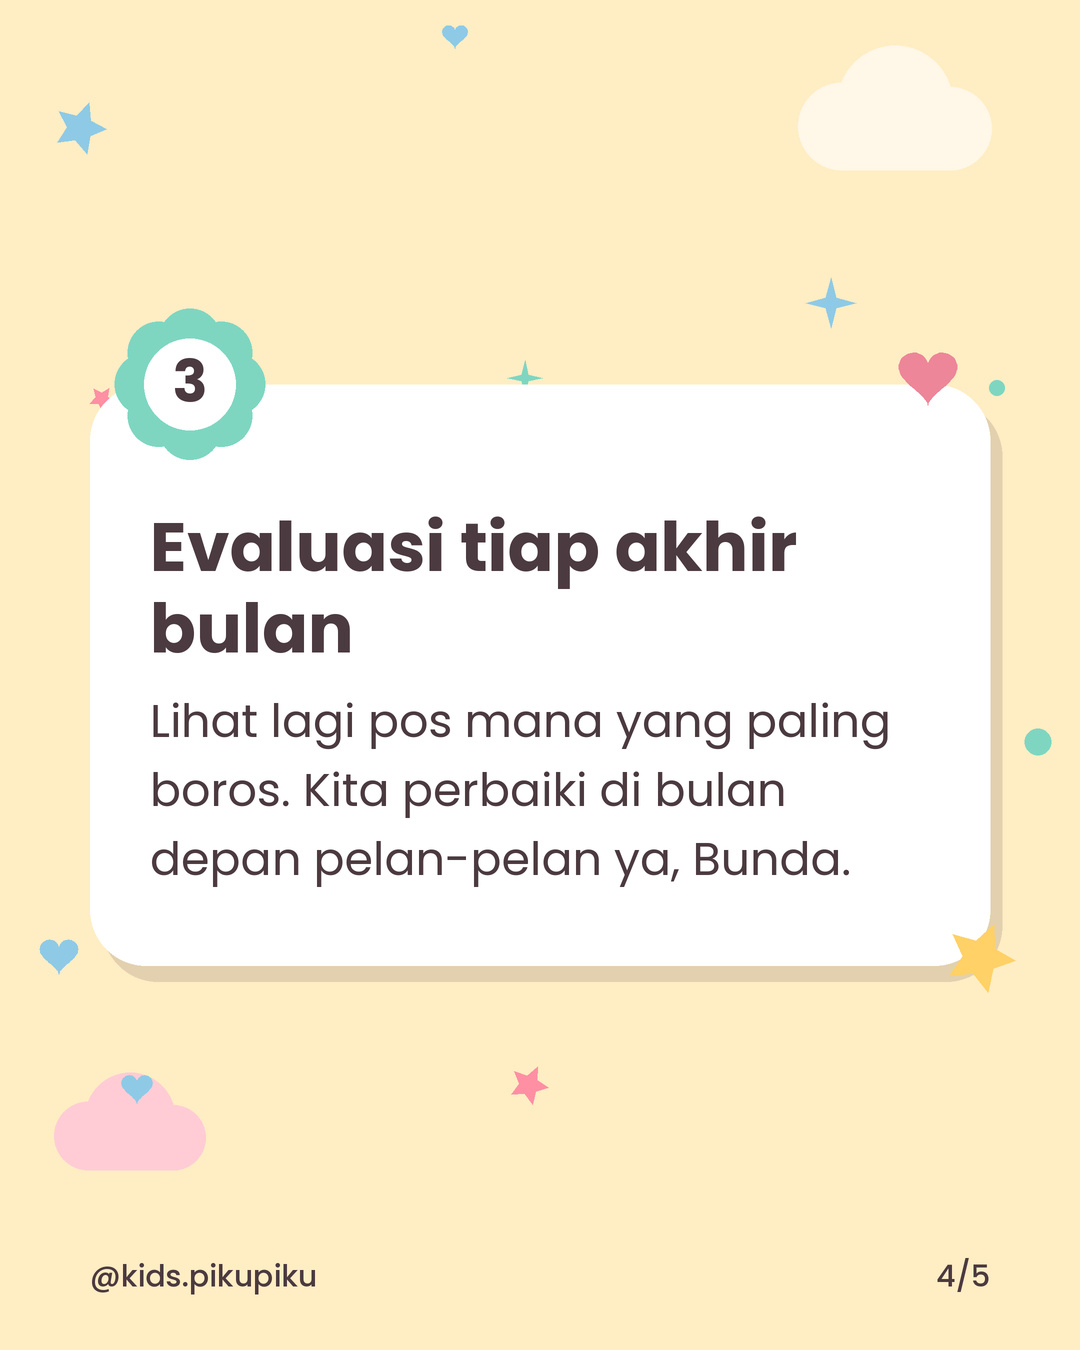 3
Evaluasi tiap akhir
bulan
Lihat lagi pos mana yang paling
boros. Kita perbaiki di bulan
depan pelan-pelan ya, Bunda.
@kids.pikupiku
4/5